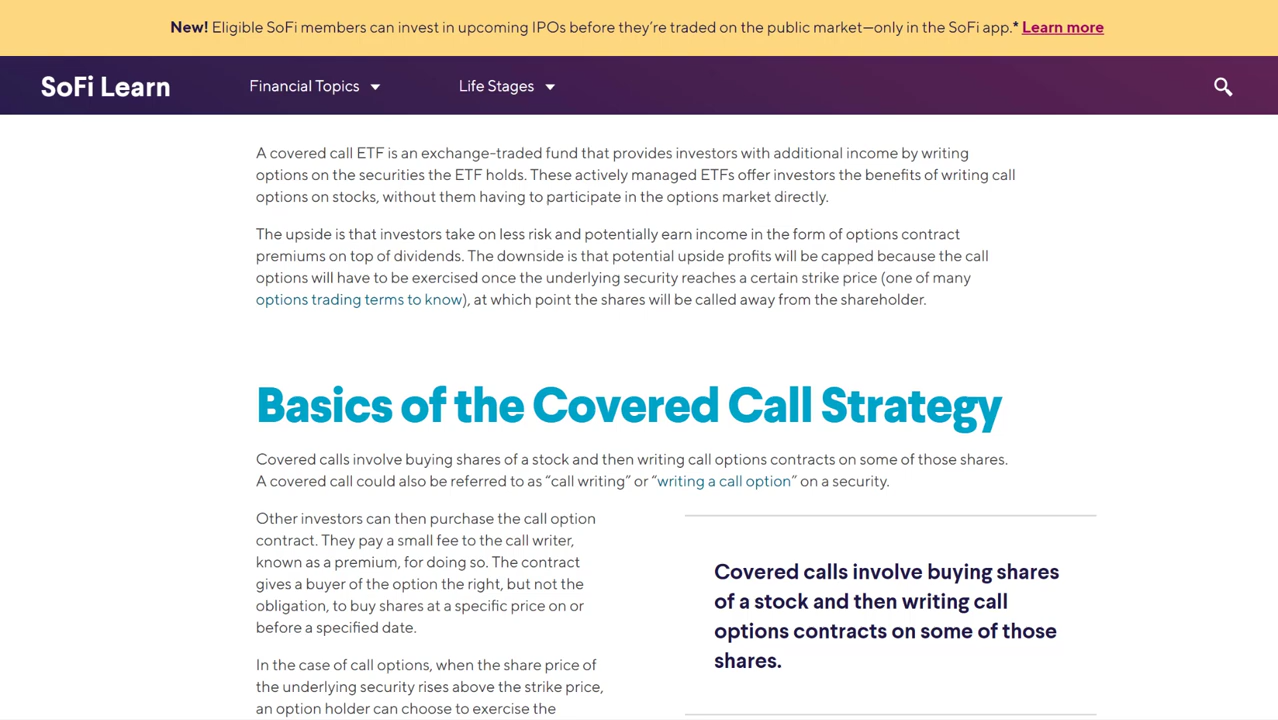 New! Eligible SoFi members can invest in upcoming IPOs before they're traded on the public market—only in the SoFi app.* Learn more
SoFi Learn
Financial Topics
Life Stages
A covered call ETF is an exchange-traded fund that provides investors with additional income by writing
options on the securities the ETF holds. These actively managed ETFs offer investors the benefits of writing call
options on stocks, without them having to participate in the options market directly.
The upside is that investors take on less risk and potentially earn income in the form of options contract
premiums on top of dividends. The downside is that potential upside profits will be capped because the call
options will have to be exercised once the underlying security reaches a certain strike price (one of many
options trading terms to know), at which point the shares will be called away from the shareholder.
Basics of the Covered Call Strategy
Covered calls involve buying shares of a stock and then writing call options contracts on some of those shares.
A covered call could also be referred to as “call writing” or “writing a call option” on a security.
Other investors can then purchase the call option
contract. They pay a small fee to the call writer,
known as a premium, for doing so. The contract
gives a buyer of the option the right, but not the
obligation, to buy shares at a specific price on or
before a specified date.
In the case of call options, when the share price of
the underlying security rises above the strike price,
an option holder can choose to exercise the
Covered calls involve buying shares
of a stock and then writing call
options contracts on some of those
shares.